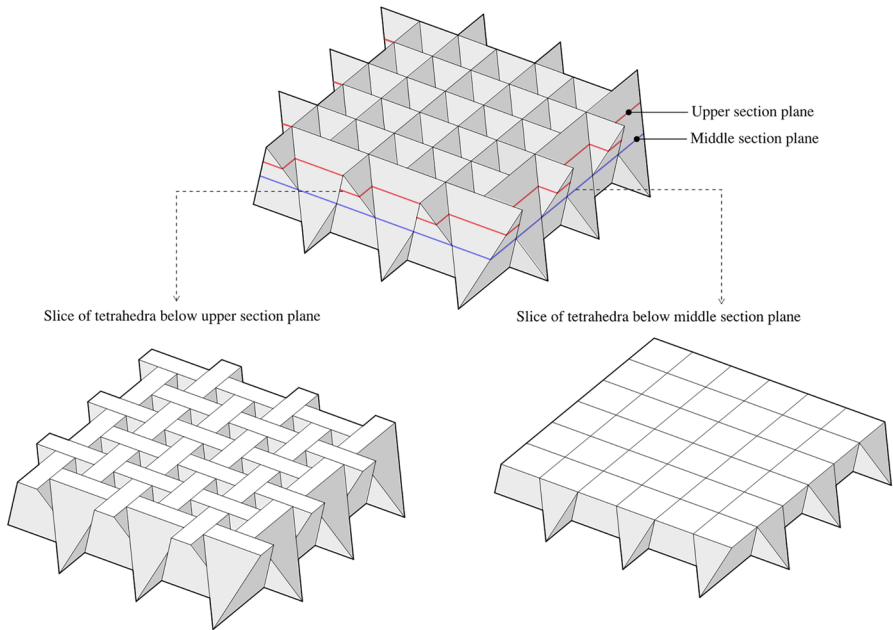 Upper section plane
Middle section plane
Slice of tetrahedra below upper section plane
Slice of tetrahedra below middle section plane